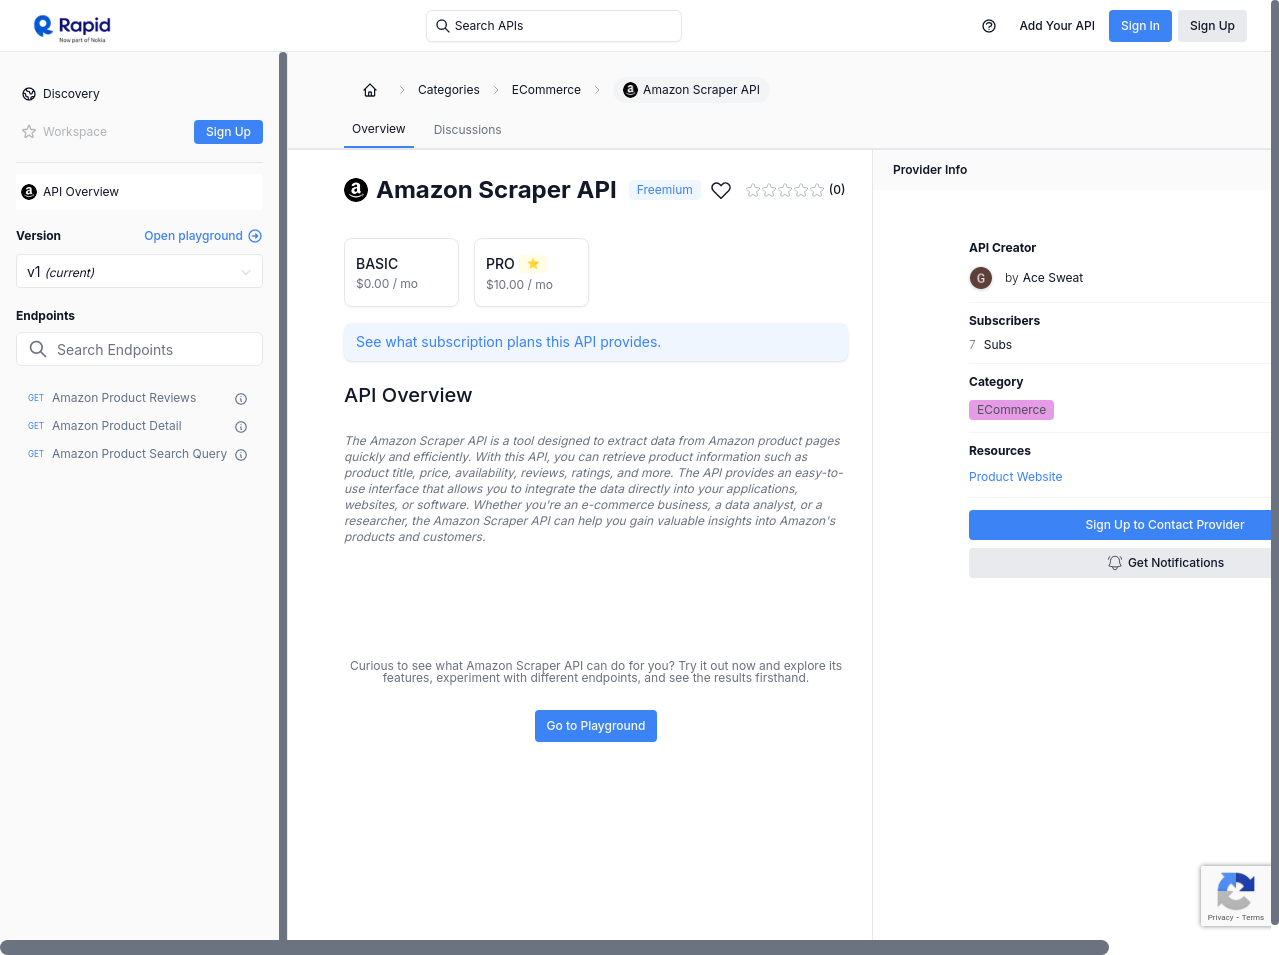 Rapid
Now part of Nokia
Search APIs
Add Your API
Sign In
Sign Up
Discovery
Workspace
Sign Up
API Overview
Version
Open playground
v1 (current)
Endpoints
Search Endpoints
GET Amazon Product Reviews
GET Amazon Product Detail
GET Amazon Product Search Query
Categories
ECommerce
Amazon Scraper API
Overview
Discussions
Amazon Scraper API
Freemium
(0)
BASIC
$0.00 / mo
PRO
$10.00 / mo
See what subscription plans this API provides.
API Overview
The Amazon Scraper API is a tool designed to extract data from Amazon product pages
quickly and efficiently. With this API, you can retrieve product information such as
product title, price, availability, reviews, ratings, and more. The API provides an easy-to-
use interface that allows you to integrate the data directly into your applications,
websites, or software. Whether you're an e-commerce business, a data analyst, or a
researcher, the Amazon Scraper API can help you gain valuable insights into Amazon's
products and customers.
Curious to see what Amazon Scraper API can do for you? Try it out now and explore its
features, experiment with different endpoints, and see the results firsthand.
Go to Playground
Provider Info
API Creator
G
by Ace Sweat
Subscribers
7 Subs
Category
ECommerce
Resources
Product Website
Sign Up to Contact Provider
Get Notifications
Privacy - Terms